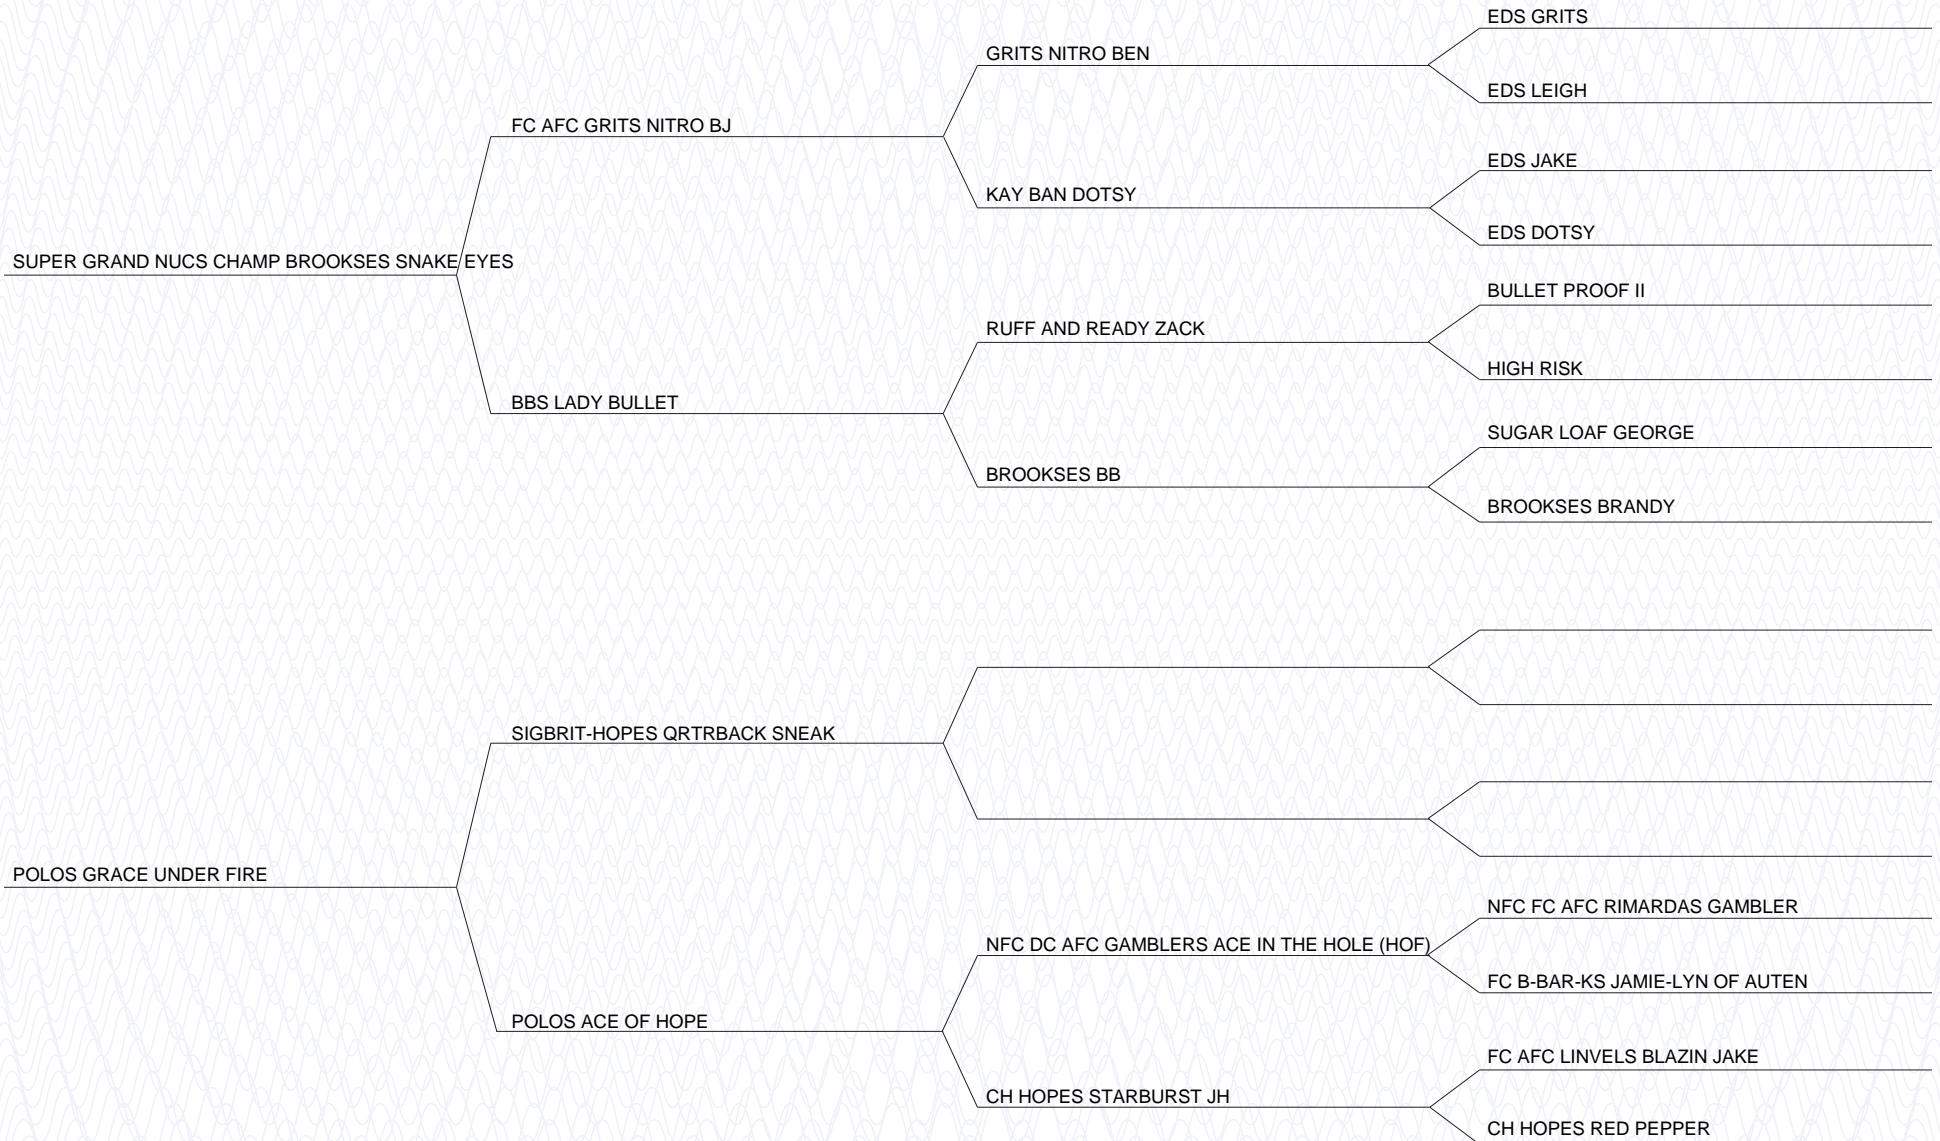 EDS GRITS
GRITS NITRO BEN
EDS LEIGH
FC AFC GRITS NITRO BJ
EDS JAKE
KAY BAN DOTSY
EDS DOTSY
SUPER GRAND NUCS CHAMP BROOKSES SNAKE EYES
BULLET PROOF II
RUFF AND READY ZACK
HIGH RISK
BBS LADY BULLET
SUGAR LOAF GEORGE
BROOKSES BB
BROOKSES BRANDY
SIGBRIT-HOPES QRTRBACK SNEAK
POLOS GRACE UNDER FIRE
NFC FC AFC RIMARDAS GAMBLER
NFC DC AFC GAMBLERS ACE IN THE HOLE (HOF)
FC B-BAR-KS JAMIE-LYN OF AUTEN
POLOS ACE OF HOPE
FC AFC LINVELS BLAZIN JAKE
CH HOPES STARBURST JH
CH HOPES RED PEPPER